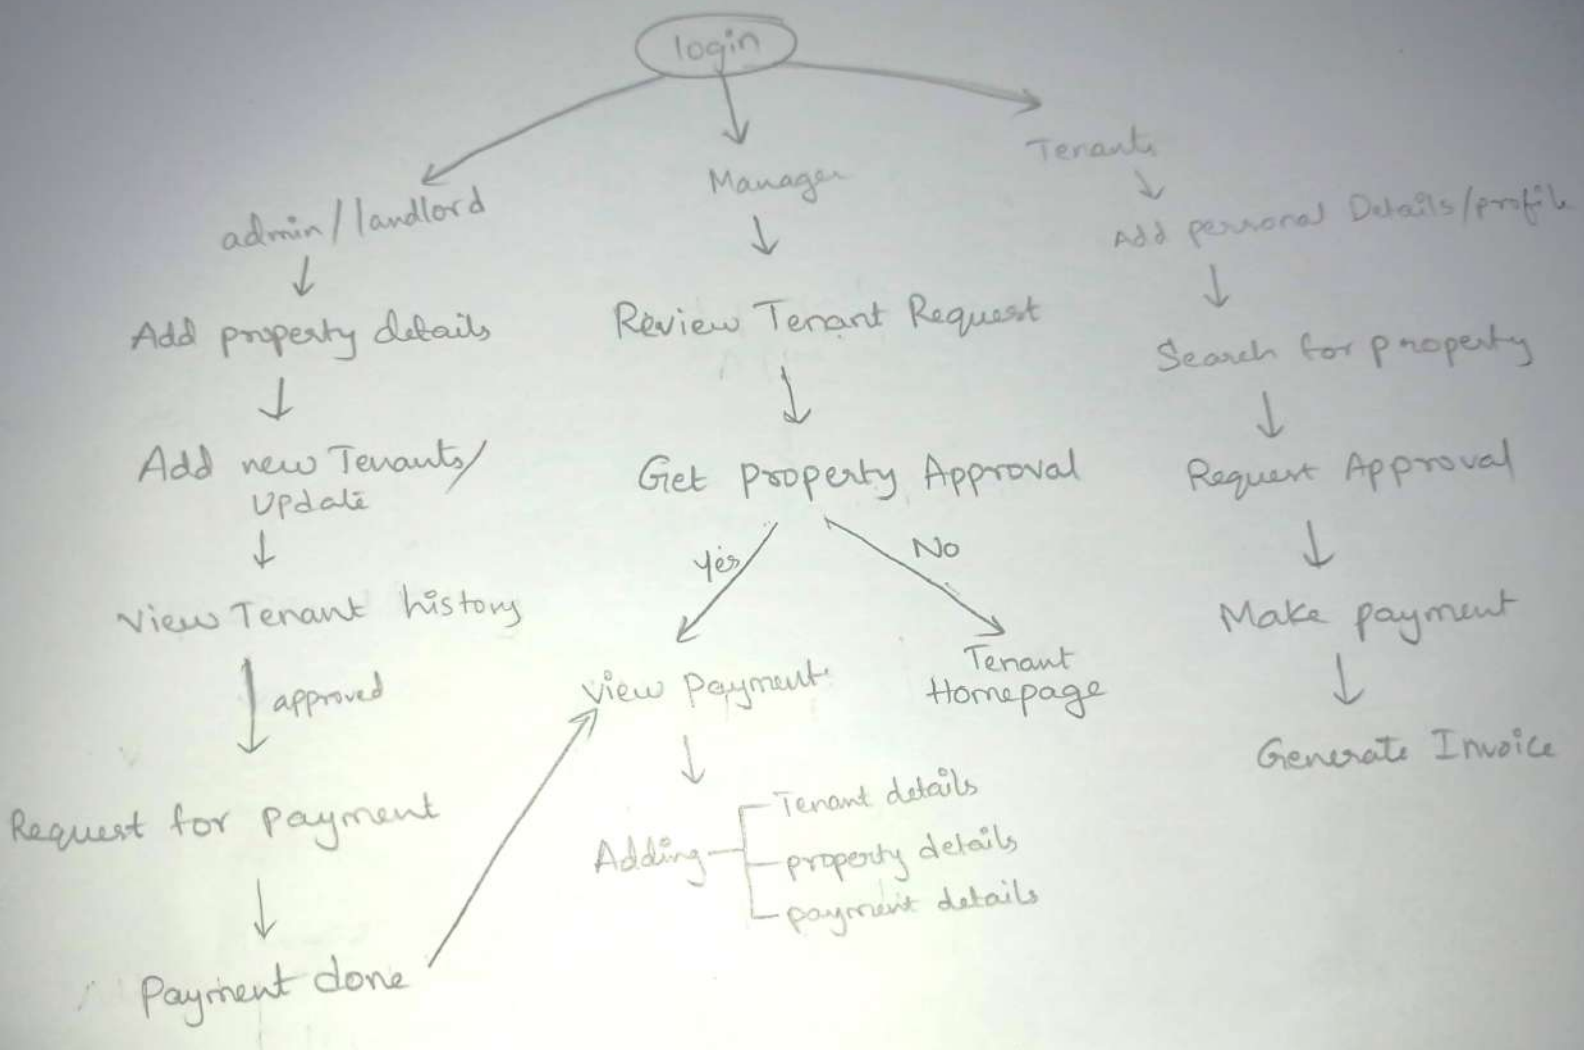 login
admin/landlord
Add property details
Add new Tenants/
Update
View Tenant history
approved
Request for payment
Payment done
Manager
Review Tenant Request
Get property Approval
Yes
No
View Payment
Tenant
Homepage
Adding
Tenant details
property details
payment details
Tenants
Add personal Details/profile
Search for property
Request Approval
Make payment
Generate Invoice